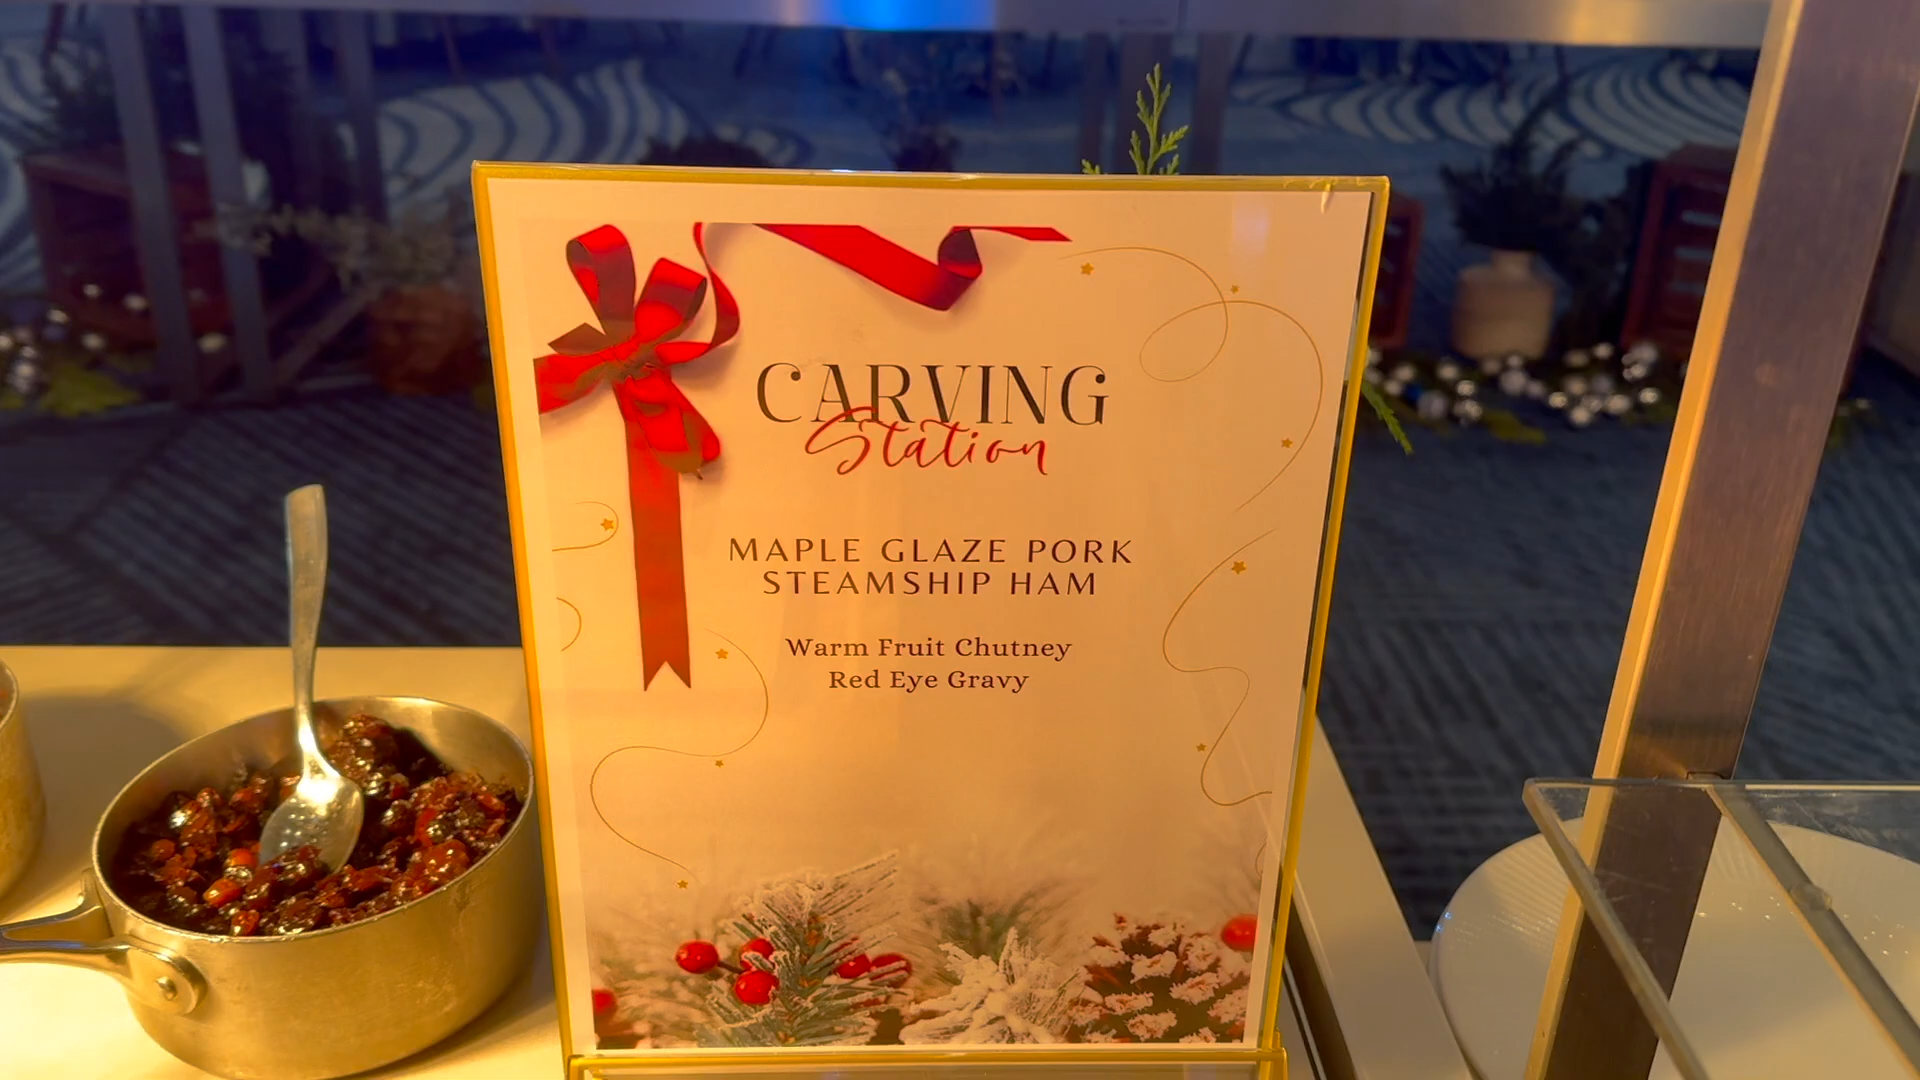 CARVING
Station
MAPLE GLAZE PORK
STEAMSHIP HAM
Warm Fruit Chutney
Red Eye Gravy